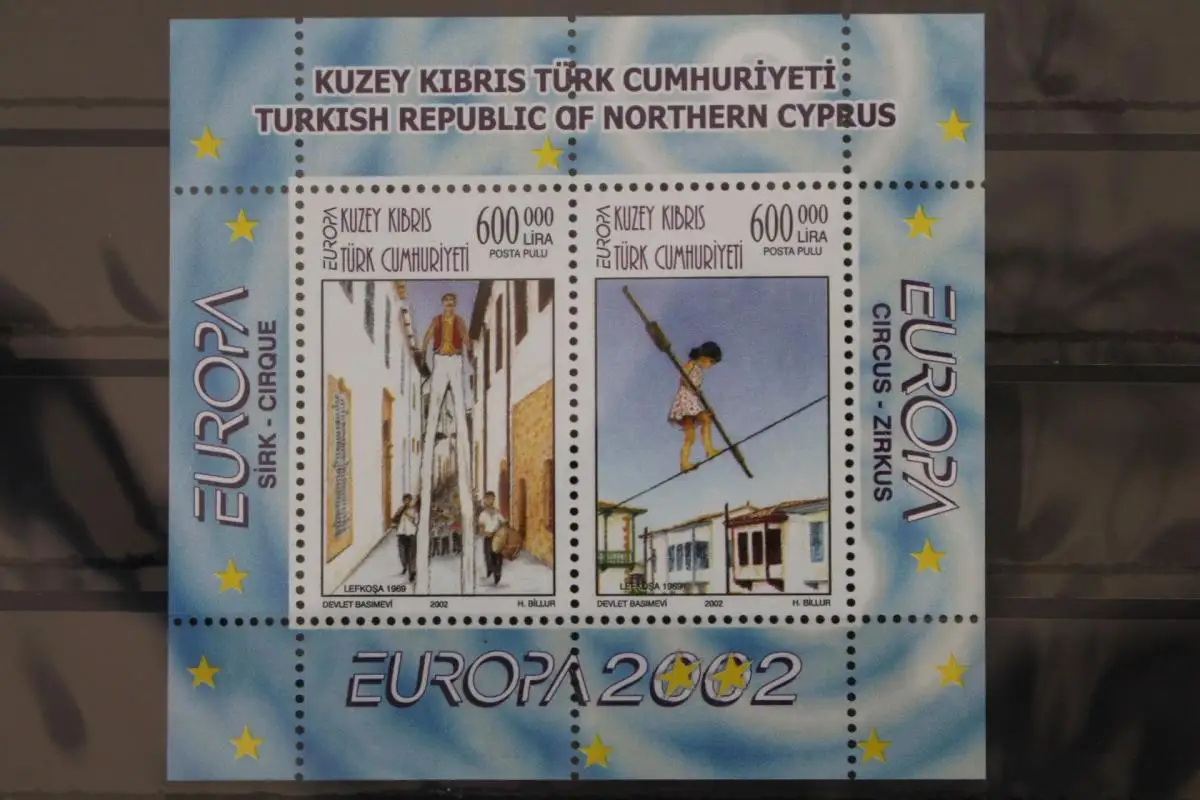 KUZEY KIBRIS TÜRK CUMHURİYETİ
TURKISH REPUBLIC OF NORTHERN CYPRUS
EUROPA
SİRK - CIRQUE
EUROPA
KUZEY KIBRIS
TÜRK CUMHURİYETİ
600 000
LİRA
POSTA PULU
LEFKOŞA 1969
DEVLET BASIMEVİ 2002 H. BİLLUR
EUROPA
KUZEY KIBRIS
TÜRK CUMHURİYETİ
600 000
LİRA
POSTA PULU
LEFKOŞA 1969
DEVLET BASIMEVİ 2002 H. BİLLUR
EUROPA
CIRCUS - ZIRKUS
EUROPA 2002